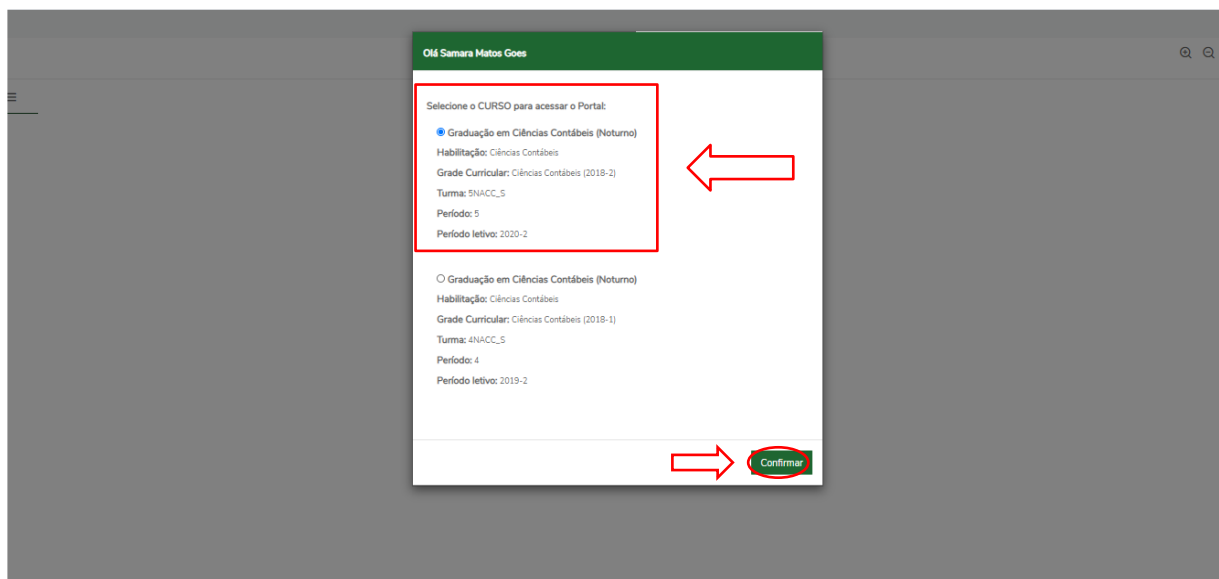 Olá Samara Matos Goes
Selecione o CURSO para acessar o Portal:
Graduação em Ciências Contábeis (Noturno)
Habilitação: Ciências Contábeis
Grade Curricular: Ciências Contábeis (2018-2)
Turma: 5NACC_S
Período: 5
Período letivo: 2020-2
Graduação em Ciências Contábeis (Noturno)
Habilitação: Ciências Contábeis
Grade Curricular: Ciências Contábeis (2018-1)
Turma: 4NACC_S
Período: 4
Período letivo: 2019-2
Confirmar